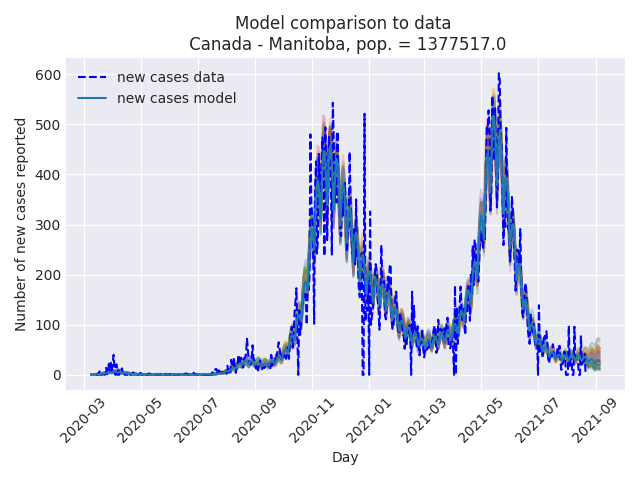 Model comparison to data
Canada - Manitoba, pop. = 1377517.0
new cases data
new cases model
Number of new cases reported
600
500
400
300
200
100
0
2020-03
2020-05
2020-07
2020-09
2020-11
2021-01
2021-03
2021-05
2021-07
2021-09
Day